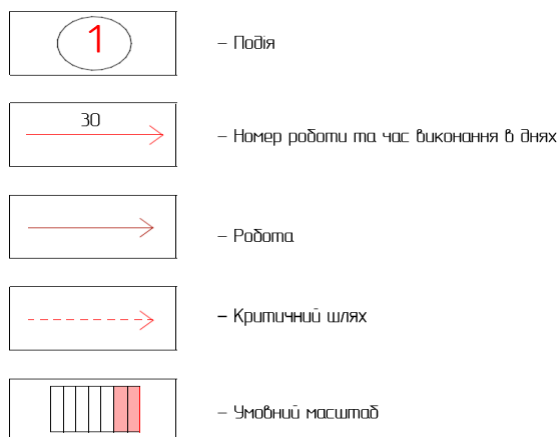 1
– Подія
30
– Номер роботи та час виконання в днях
– Робота
– Критичний шлях
– Умовний масштаб